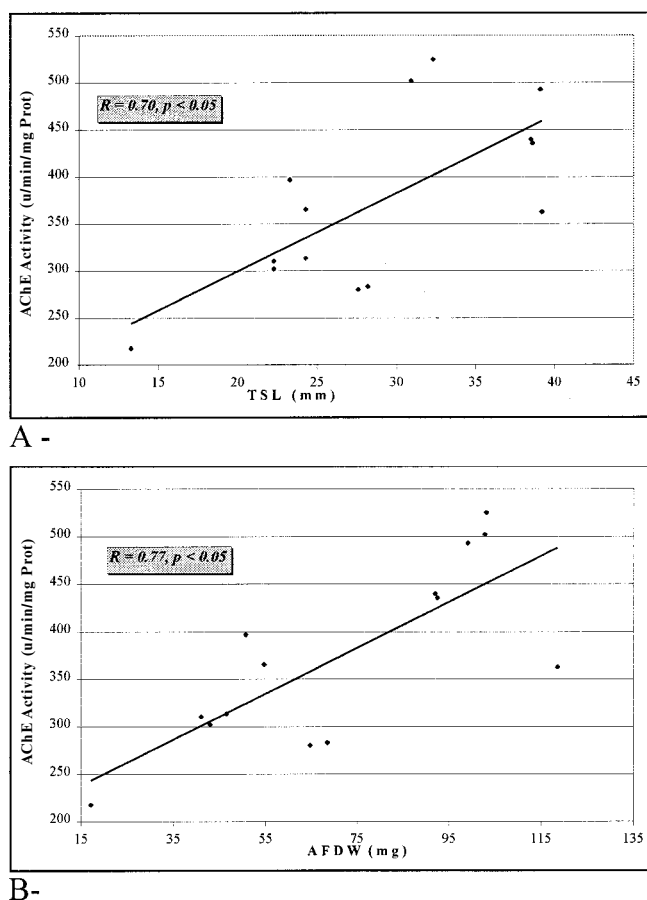 550
500
450
400
350
300
250
200
AChE Activity (u/min/mg Prot)
R = 0.70, p < 0.05
10 15 20 25 30 35 40 45
TSL (mm)
A -
550
500
450
400
350
300
250
200
AChE Activity (u/min/mg Prot)
R = 0.77, p < 0.05
15 35 55 75 95 115 135
AFDW (mg)
B-